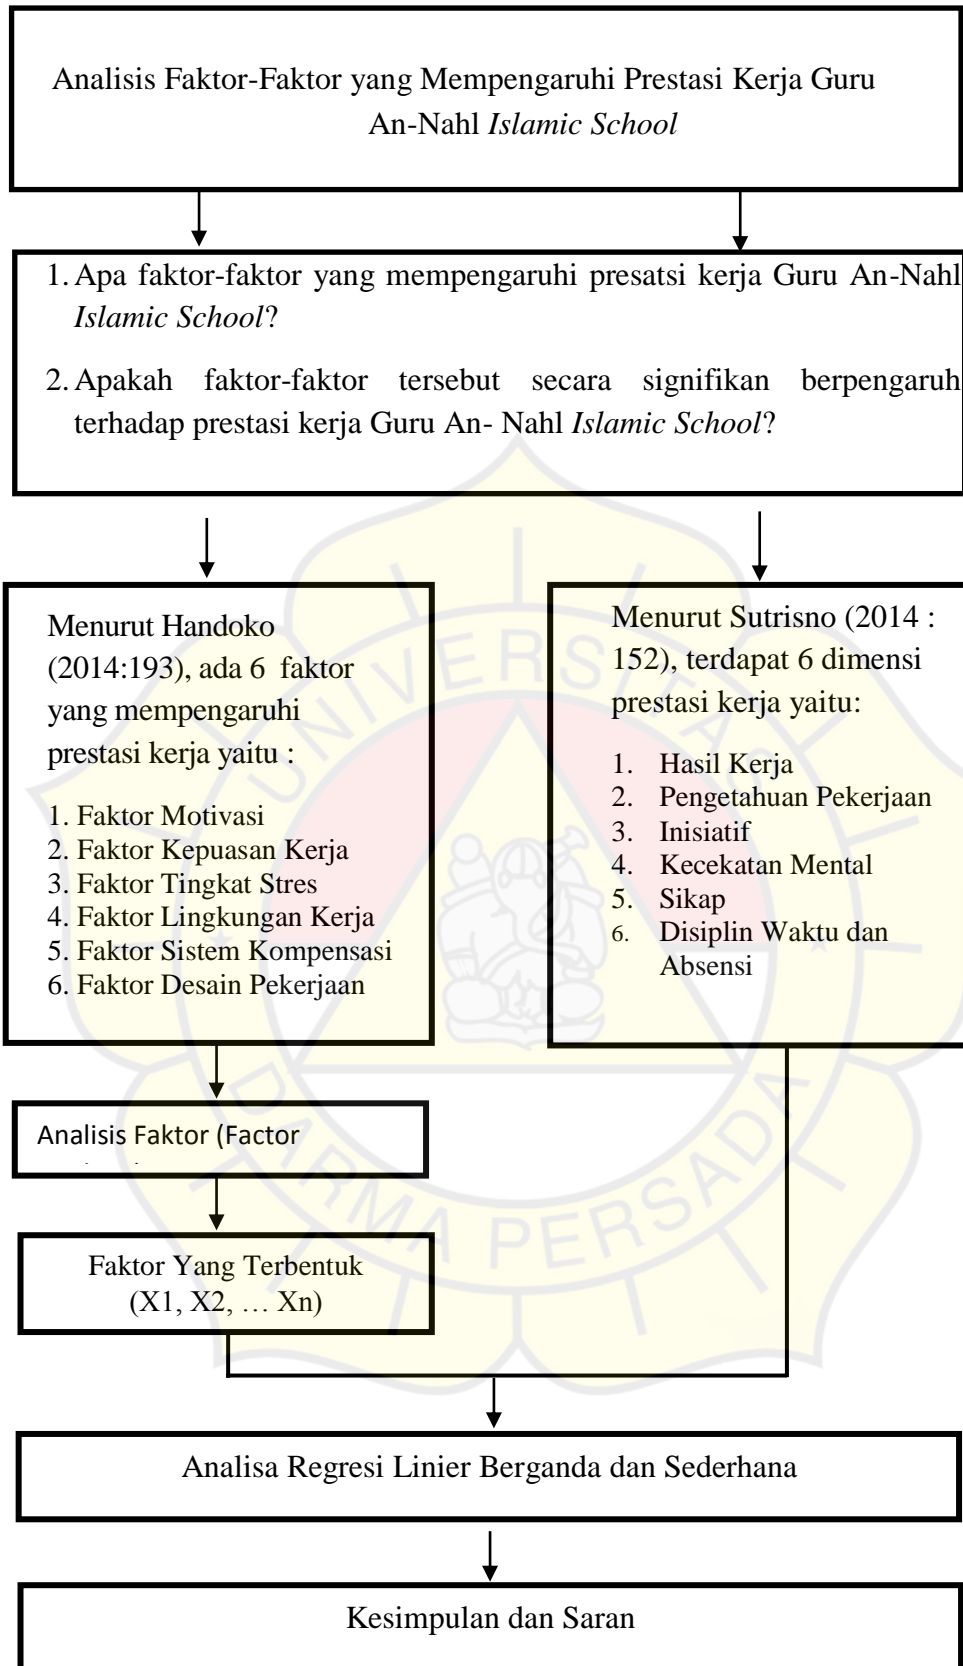 Analisis Faktor-Faktor yang Mempengaruhi Prestasi Kerja Guru
An-Nahl Islamic School
1. Apa faktor-faktor yang mempengaruhi presatsi kerja Guru An-Nahl
Islamic School?
2. Apakah faktor-faktor tersebut secara signifikan berpengaruh
terhadap prestasi kerja Guru An- Nahl Islamic School?
Menurut Handoko
(2014:193), ada 6 faktor
yang mempengaruhi
prestasi kerja yaitu :
1. Faktor Motivasi
2. Faktor Kepuasan Kerja
3. Faktor Tingkat Stres
4. Faktor Lingkungan Kerja
5. Faktor Sistem Kompensasi
6. Faktor Desain Pekerjaan
Menurut Sutrisno (2014 :
152), terdapat 6 dimensi
prestasi kerja yaitu:
1. Hasil Kerja
2. Pengetahuan Pekerjaan
3. Inisiatif
4. Kecekatan Mental
5. Sikap
6. Disiplin Waktu dan
Absensi
Analisis Faktor (Factor
Faktor Yang Terbentuk
(X1, X2, … Xn)
Analisa Regresi Linier Berganda dan Sederhana
Kesimpulan dan Saran
UNIVERSITAS
DARMA PERSADA